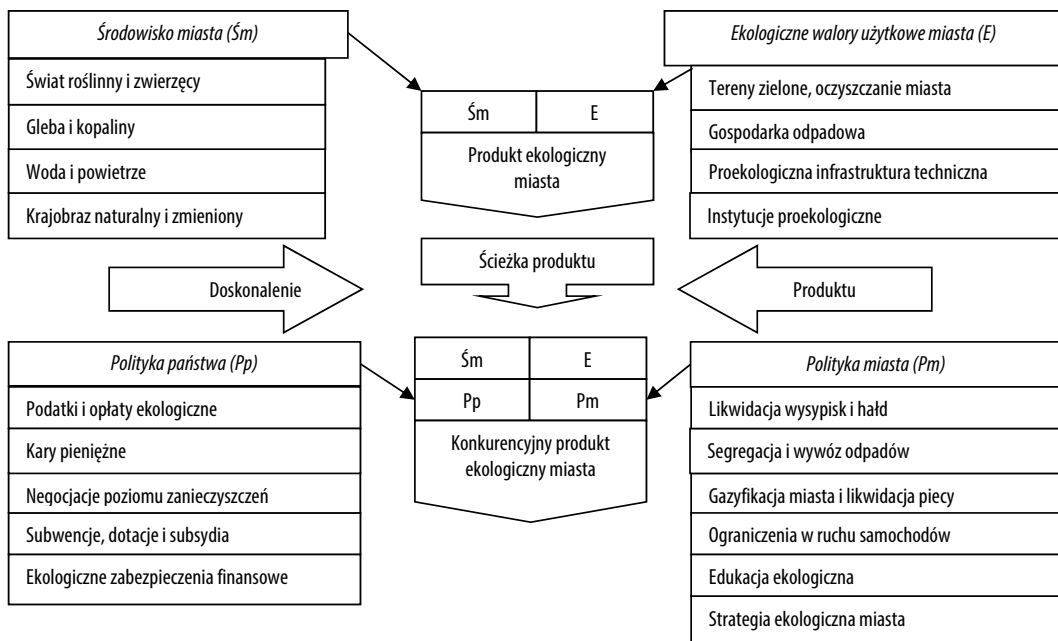 Środowisko miasta (Śm)
Świat roślinny i zwierzęcy
Gleba i kopaliny
Woda i powietrze
Krajobraz naturalny i zmieniony
Śm
E
Produkt ekologiczny
miasta
Ekologiczne walory użytkowe miasta (E)
Tereny zielone, oczyszczanie miasta
Gospodarka odpadowa
Proekologiczna infrastruktura techniczna
Instytucje proekologiczne
Doskonalenie
Ścieżka produktu
Produktu
Polityka państwa (Pp)
Podatki i opłaty ekologiczne
Kary pieniężne
Negocjacje poziomu zanieczyszczeń
Subwencje, dotacje i subsydia
Ekologiczne zabezpieczenia finansowe
Śm
E
Pp
Pm
Konkurencyjny produkt
ekologiczny miasta
Polityka miasta (Pm)
Likwidacja wysypisk i hałd
Segregacja i wywóz odpadów
Gazyfikacja miasta i likwidacja piecy
Ograniczenia w ruchu samochodów
Edukacja ekologiczna
Strategia ekologiczna miasta